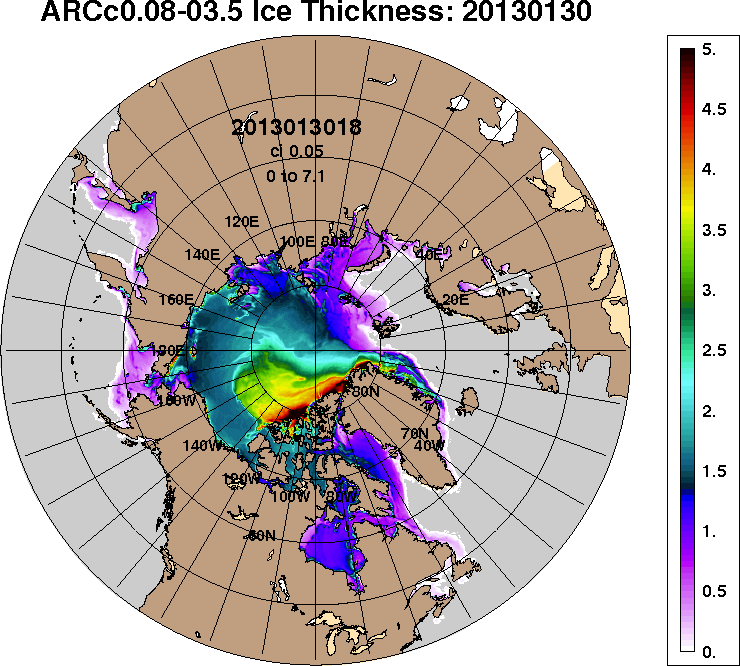 ARCc0.08-03.5 Ice Thickness: 20130130
5.
4.5
4.
3.5
3.
2.5
2.
1.5
1.
0.5
0.
2013013018
ci 0.05
0 to 7.1
120E
100E
80E
140E
40E
160E
20E
180E
160W
80N
70N
140W
40W
120W
100W
80W
60N